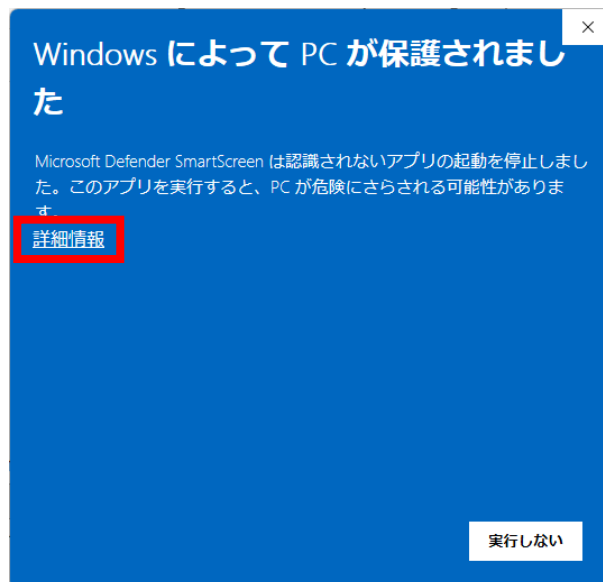 Windows によって PC が保護されまし
た
Microsoft Defender SmartScreen は認識されないアプリの起動を停止しまし
た。このアプリを実行すると、PC が危険にさらされる可能性がありま
す。
詳細情報
実行しない